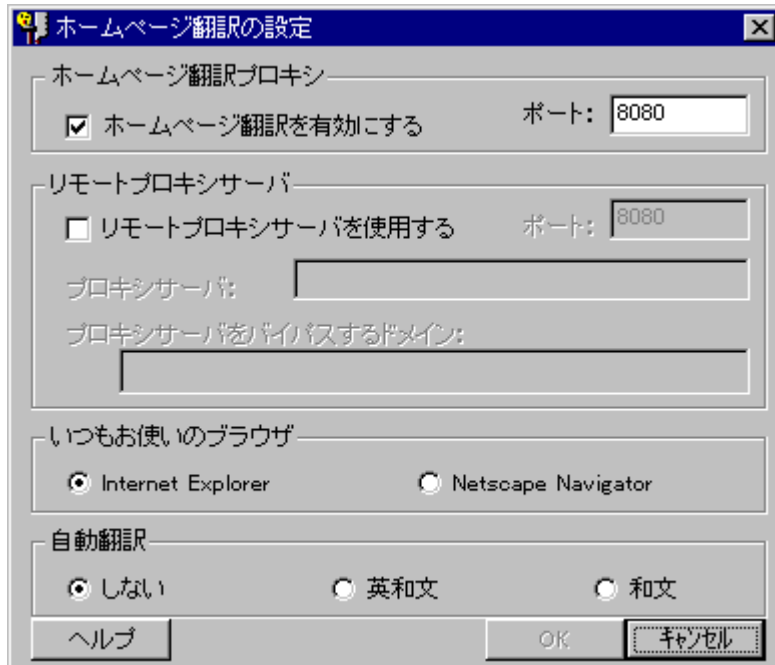 ホームページ翻訳の設定
ホームページ翻訳プロキシ
ホームページ翻訳を有効にする ポート: 8080
リモートプロキシサーバ
リモートプロキシサーバを使用する ポート: 8080
プロキシサーバ:
プロキシサーバをバイパスするドメイン:
いつもお使いのブラウザ
Internet Explorer Netscape Navigator
自動翻訳
しない 英和文 和文
ヘルプ OK キャンセル